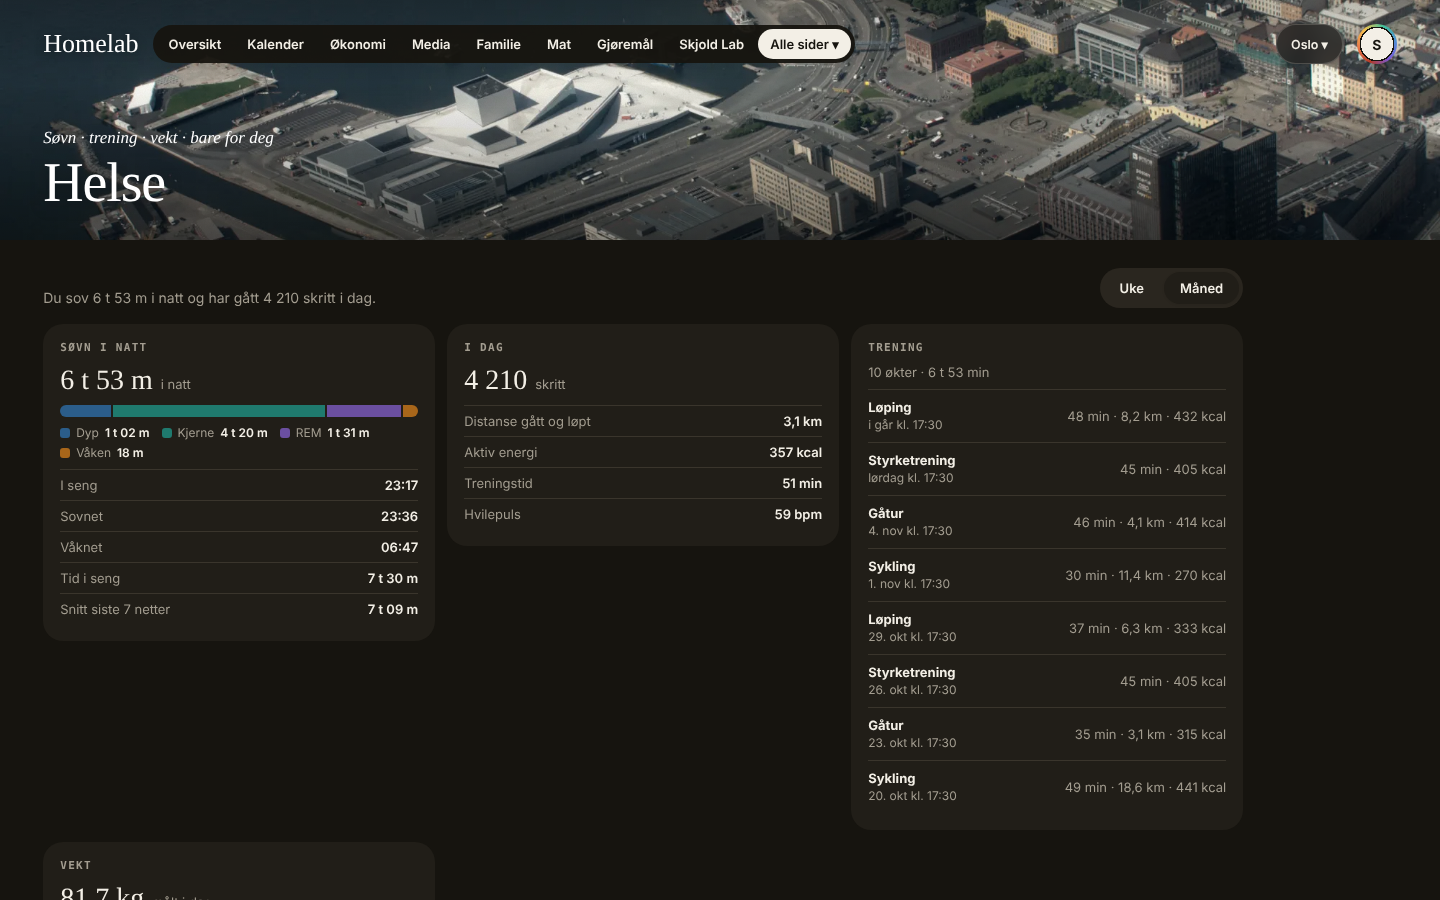 Homelab
Oversikt Kalender Økonomi Media Familie Mat Gjøremål Skjold Lab Alle sider ▾
Oslo ▾
S
Søvn · trening · vekt · bare for deg
Helse
Du sov 6 t 53 m i natt og har gått 4 210 skritt i dag.
Uke Måned
SØVN I NATT
6 t 53 m i natt
Dyp 1 t 02 m Kjerne 4 t 20 m REM 1 t 31 m
Våken 18 m
I seng 23:17
Sovnet 23:36
Våknet 06:47
Tid i seng 7 t 30 m
Snitt siste 7 netter 7 t 09 m
I DAG
4 210 skritt
Distanse gått og løpt 3,1 km
Aktiv energi 357 kcal
Treningstid 51 min
Hvilepuls 59 bpm
TRENING
10 økter · 6 t 53 min
Løping
i går kl. 17:30
48 min · 8,2 km · 432 kcal
Styrketrening
lørdag kl. 17:30
45 min · 405 kcal
Gåtur
4. nov kl. 17:30
46 min · 4,1 km · 414 kcal
Sykling
1. nov kl. 17:30
30 min · 11,4 km · 270 kcal
Løping
29. okt kl. 17:30
37 min · 6,3 km · 333 kcal
Styrketrening
26. okt kl. 17:30
45 min · 405 kcal
Gåtur
23. okt kl. 17:30
35 min · 3,1 km · 315 kcal
Sykling
20. okt kl. 17:30
49 min · 18,6 km · 441 kcal
VEKT
81,7 kg